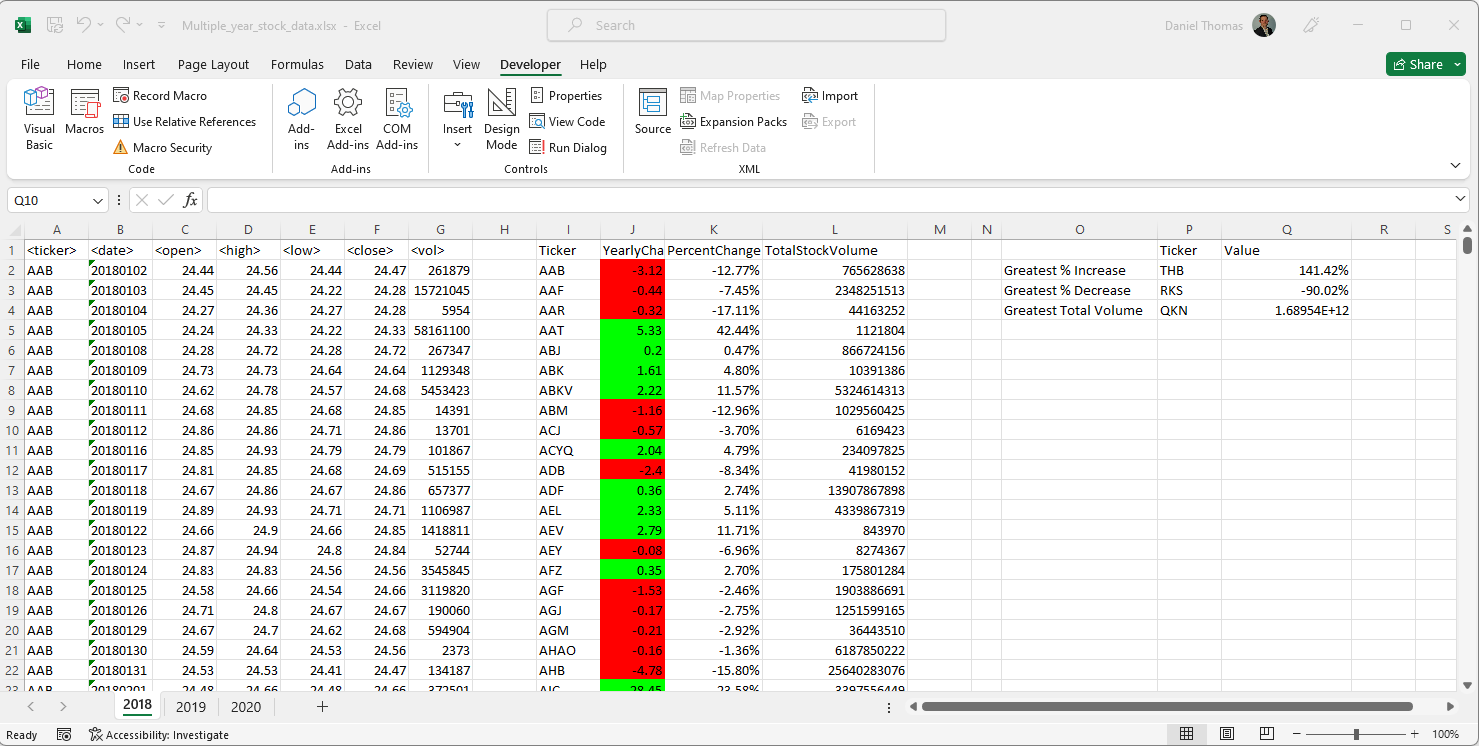 Multiple_year_stock_data.xlsx - Excel
Search
Daniel Thomas
File Home Insert Page Layout Formulas Data Review View Developer Help
Share
Visual Basic
Macros
Record Macro
Use Relative References
Macro Security
Code
Add-ins
Excel Add-ins
COM Add-ins
Add-ins
Insert
Design Mode
Properties
View Code
Run Dialog
Controls
Source
Map Properties
Expansion Packs
Refresh Data
Import
Export
XML
Q10
fx
A B C D E F G H I J K L M N O P Q R S
1 <ticker> <date> <open> <high> <low> <close> <vol> Ticker YearlyCha PercentChange TotalStockVolume Ticker Value
2 AAB 20180102 24.44 24.56 24.44 24.47 261879 AAB -3.12 -12.77% 765628638 Greatest % Increase THB 141.42%
3 AAB 20180103 24.45 24.45 24.22 24.28 15721045 AAF -0.44 -7.45% 2348251513 Greatest % Decrease RKS -90.02%
4 AAB 20180104 24.27 24.36 24.27 24.28 5954 AAR -0.32 -17.11% 44163252 Greatest Total Volume QKN 1.68954E+12
5 AAB 20180105 24.24 24.33 24.22 24.33 58161100 AAT 5.33 42.44% 1121804
6 AAB 20180108 24.28 24.72 24.28 24.72 267347 ABJ 0.2 0.47% 866724156
7 AAB 20180109 24.73 24.73 24.64 24.64 1129348 ABK 1.61 4.80% 10391386
8 AAB 20180110 24.62 24.78 24.57 24.68 5453423 ABKV 2.22 11.57% 5324614313
9 AAB 20180111 24.68 24.85 24.68 24.85 14391 ABM -1.16 -12.96% 1029560425
10 AAB 20180112 24.86 24.86 24.71 24.86 13701 ACJ -0.57 -3.70% 6169423
11 AAB 20180116 24.85 24.93 24.79 24.79 101867 ACYQ 2.04 4.79% 234097825
12 AAB 20180117 24.81 24.85 24.68 24.69 515155 ADB -2.4 -8.34% 41980152
13 AAB 20180118 24.67 24.86 24.67 24.86 657377 ADF 0.36 2.74% 13907867898
14 AAB 20180119 24.89 24.93 24.71 24.71 1106987 AEL 2.33 5.11% 4339867319
15 AAB 20180122 24.66 24.9 24.66 24.85 1418811 AEV 2.79 11.71% 843970
16 AAB 20180123 24.87 24.94 24.8 24.84 52744 AEY -0.08 -6.96% 8274367
17 AAB 20180124 24.83 24.83 24.56 24.56 3545845 AFZ 0.35 2.70% 175801284
18 AAB 20180125 24.58 24.66 24.54 24.66 3119820 AGF -1.53 -2.46% 1903886691
19 AAB 20180126 24.71 24.8 24.67 24.67 190060 AGJ -0.17 -2.75% 1251599165
20 AAB 20180129 24.67 24.7 24.62 24.68 594904 AGM -0.21 -2.92% 36443510
21 AAB 20180130 24.59 24.64 24.53 24.56 2373 AHAO -0.16 -1.36% 6187850222
22 AAB 20180131 24.53 24.53 24.41 24.47 134187 AHB -4.78 -15.80% 25640283076
23 AAB 20180201 24.48 24.66 24.48 24.66 372501 28.45 23.58% 3397556449
2018 2019 2020
Ready
Accessibility: Investigate
100%